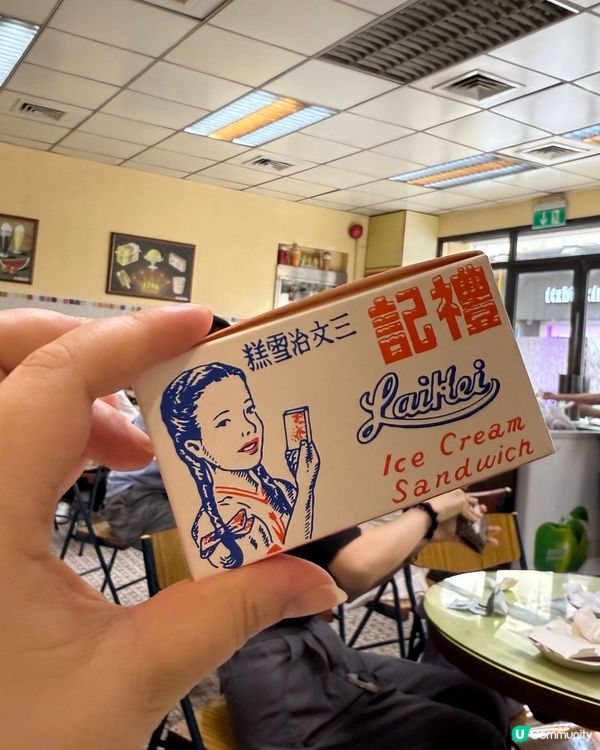 禮記
三文治雪糕
LaiKei
Ice Cream
Sandwich
U Community